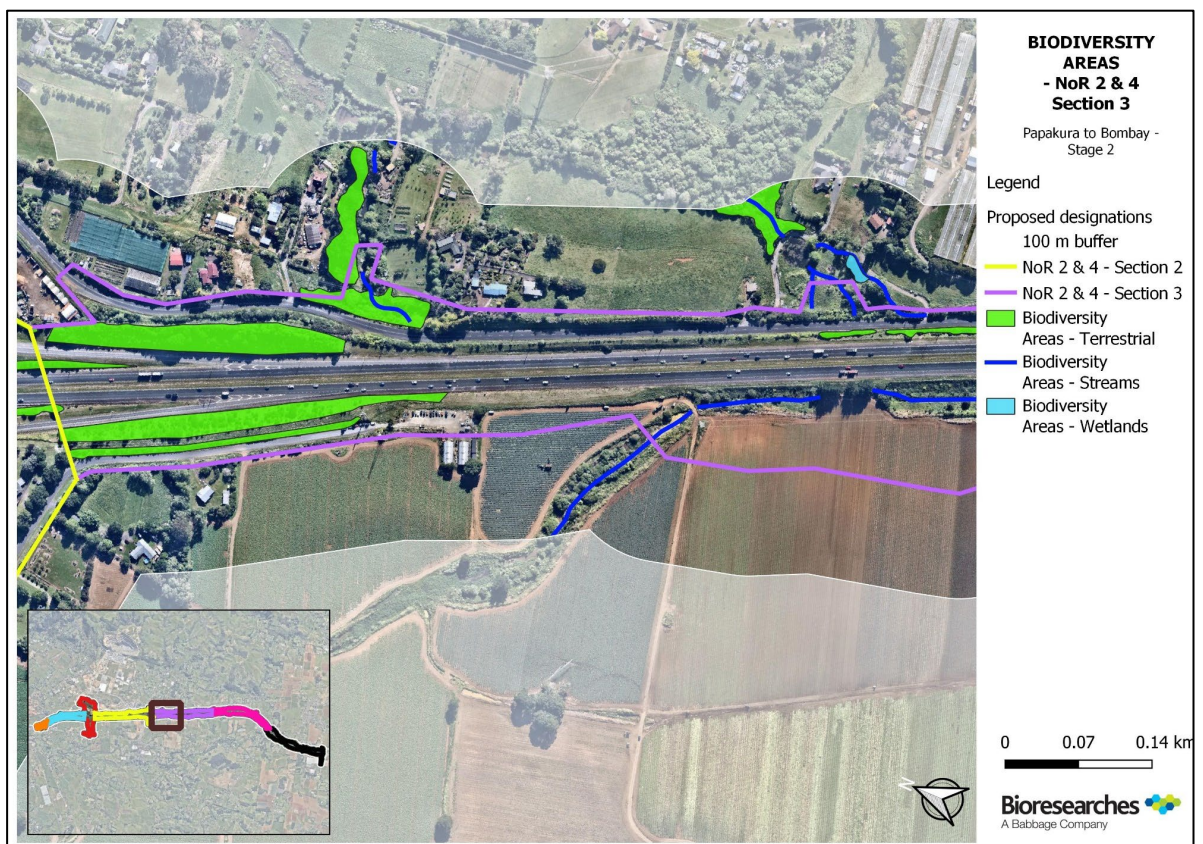 BIODIVERSITY
AREAS
- NoR 2 & 4
Section 3
Papakura to Bombay -
Stage 2
Legend
Proposed designations
100 m buffer
NoR 2 & 4 - Section 2
NoR 2 & 4 - Section 3
Biodiversity
Areas - Terrestrial
Biodiversity
Areas - Streams
Biodiversity
Areas - Wetlands
0 0.07 0.14 km
N
Bioresearches
A Babbage Company